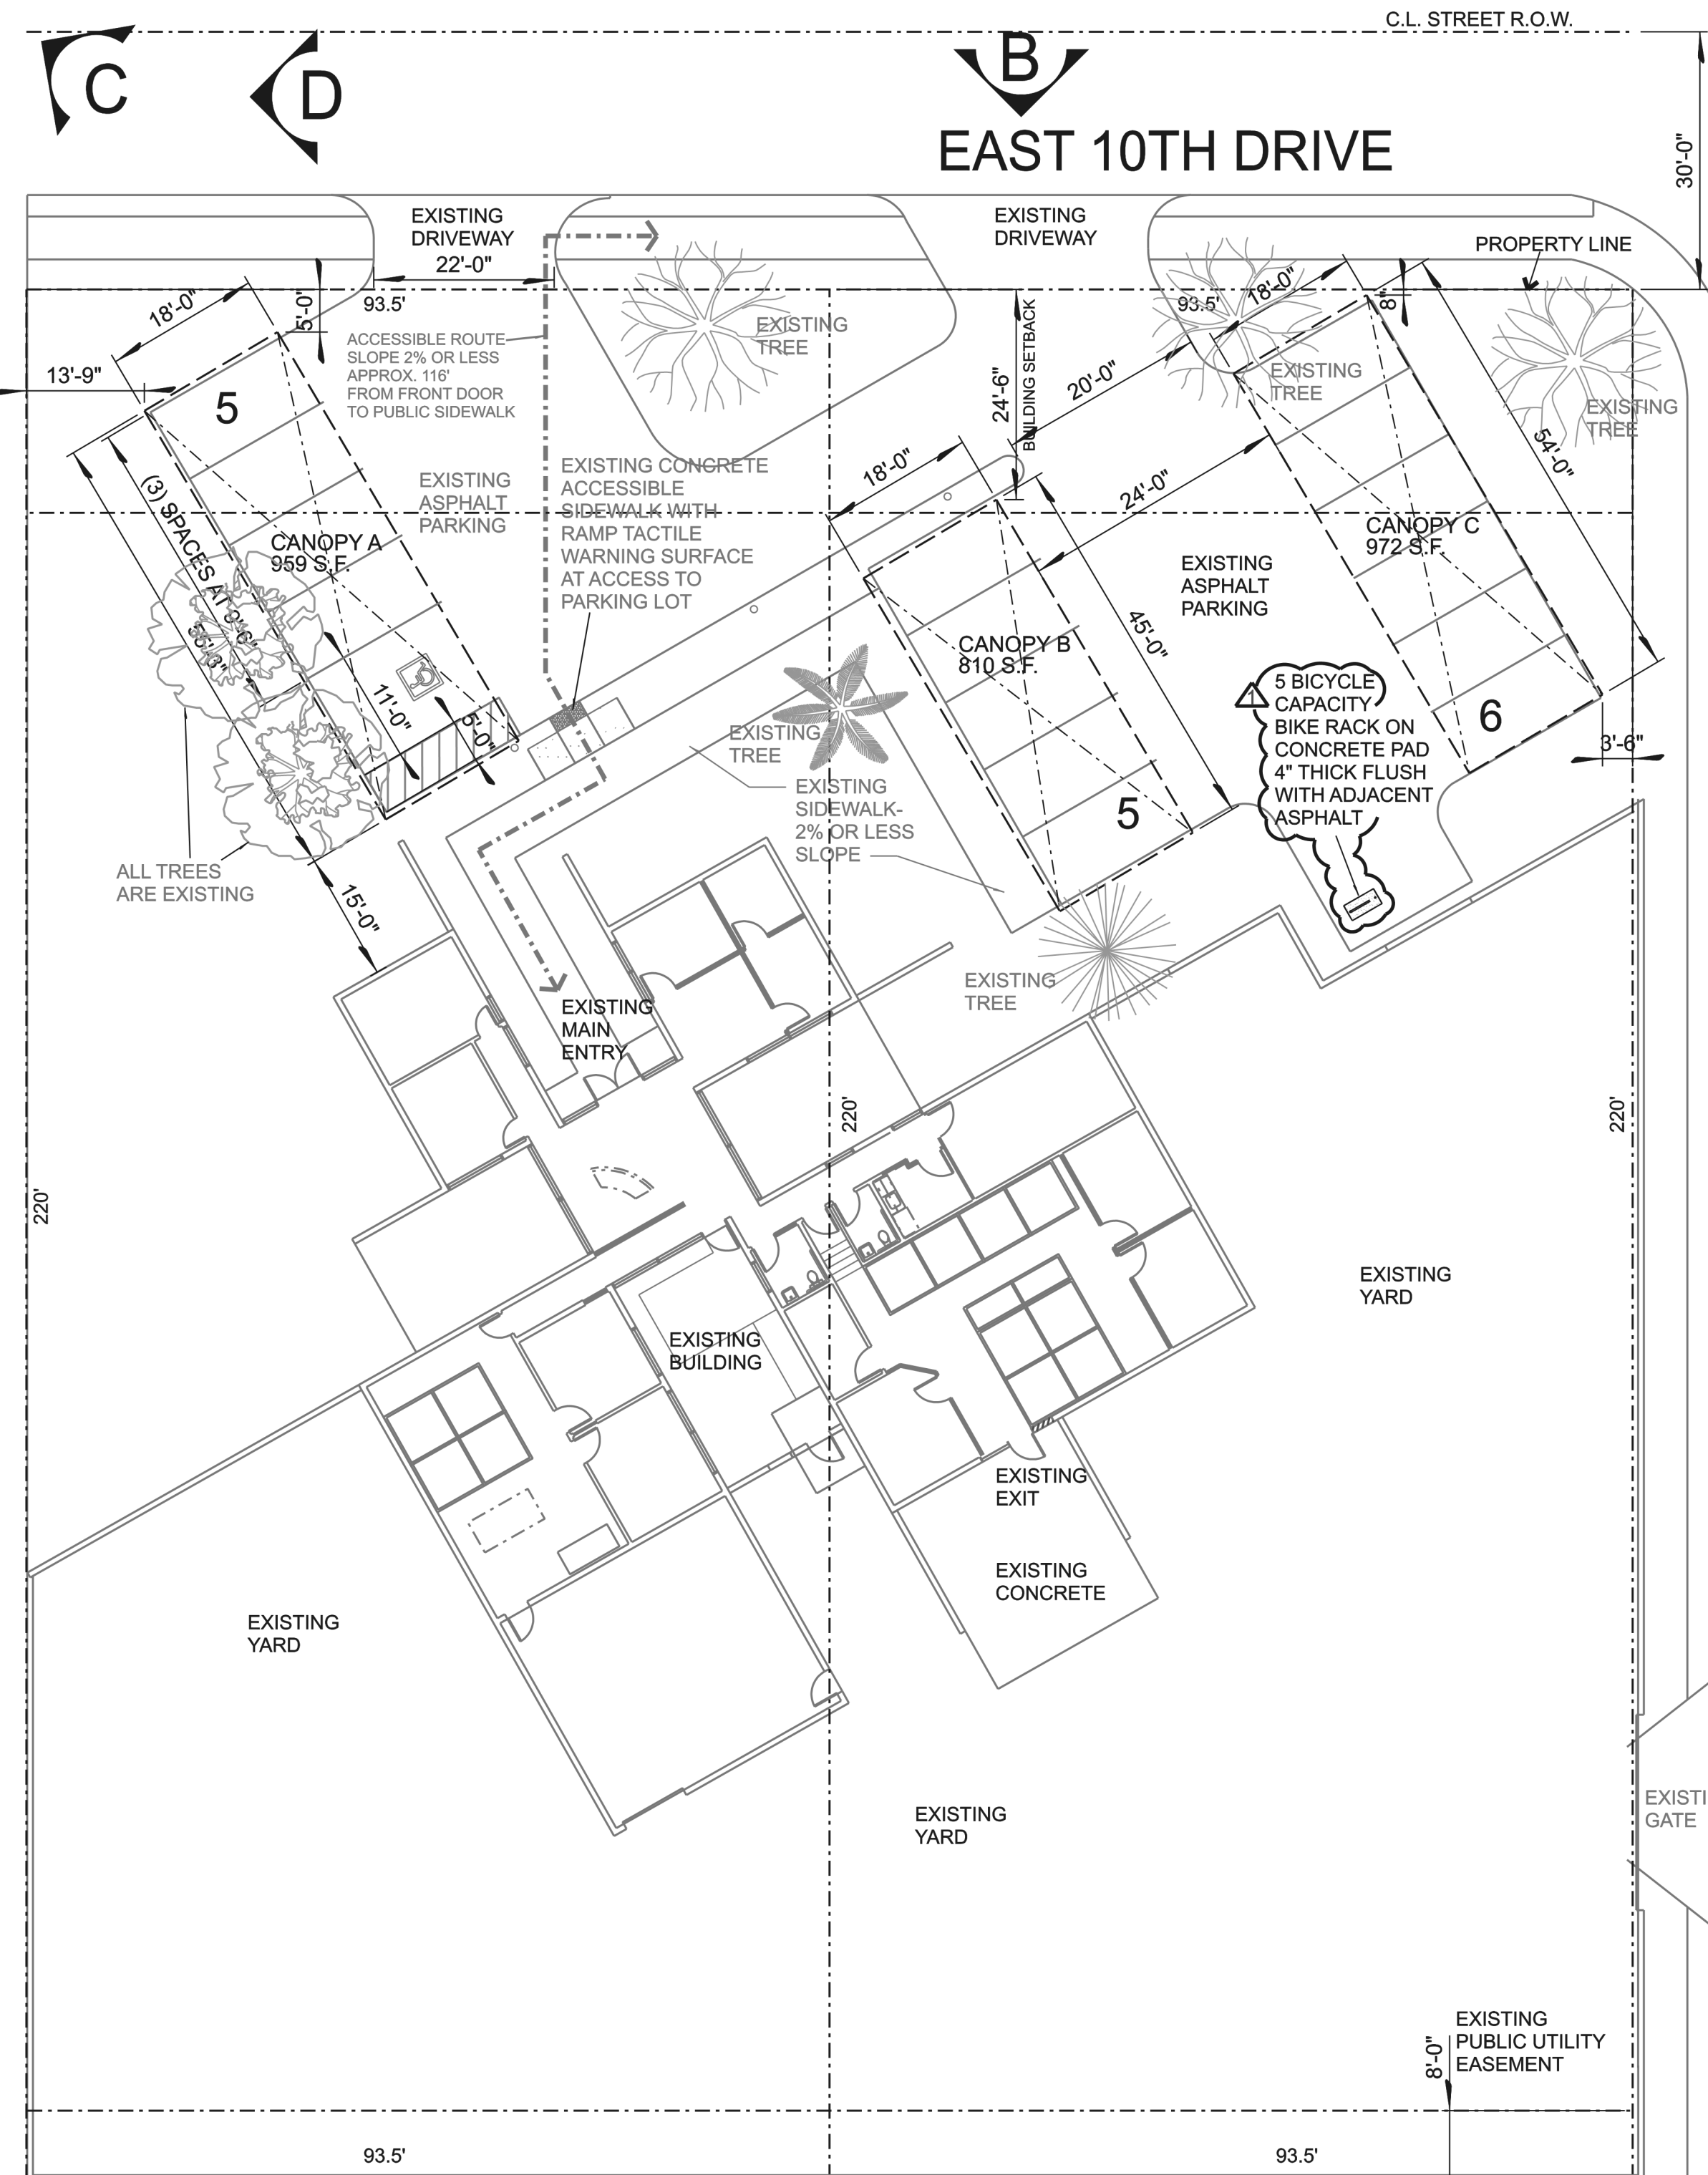 C.L. STREET R.O.W.
C
D
B
EAST 10TH DRIVE
30'-0"
EXISTING
DRIVEWAY
22'-0"
EXISTING
DRIVEWAY
PROPERTY LINE
18'-0"
5'-0"
93.5'
93.5'
18'-0"
8"
13'-9"
5
ACCESSIBLE ROUTE
SLOPE 2% OR LESS
APPROX. 116'
FROM FRONT DOOR
TO PUBLIC SIDEWALK
EXISTING
TREE
24'-6"
BUILDING SETBACK
20'-0"
EXISTING
TREE
EXISTING
TREE
54'-0"
EXISTING
ASPHALT
PARKING
EXISTING CONCRETE
ACCESSIBLE
SIDEWALK WITH
RAMP TACTILE
WARNING SURFACE
AT ACCESS TO
PARKING LOT
18'-0"
24'-0"
(3) SPACES AT 9'6"
CANOPY A
959 S.F.
CANOPY C
972 S.F.
EXISTING
ASPHALT
PARKING
CANOPY B
810 S.F.
45'-0"
11'-0"
5'-0"
1
5 BICYCLE
CAPACITY
BIKE RACK ON
CONCRETE PAD
4" THICK FLUSH
WITH ADJACENT
ASPHALT
6
3'-6"
EXISTING
TREE
EXISTING
SIDEWALK-
2% OR LESS
SLOPE
5
ALL TREES
ARE EXISTING
15'-0"
EXISTING
TREE
EXISTING
MAIN
ENTRY
220'
220'
220'
EXISTING
YARD
EXISTING
BUILDING
EXISTING
EXIT
EXISTING
CONCRETE
EXISTING
YARD
EXISTING
YARD
EXISTI
GATE
8'-0"
EXISTING
PUBLIC UTILITY
EASEMENT
93.5'
93.5'